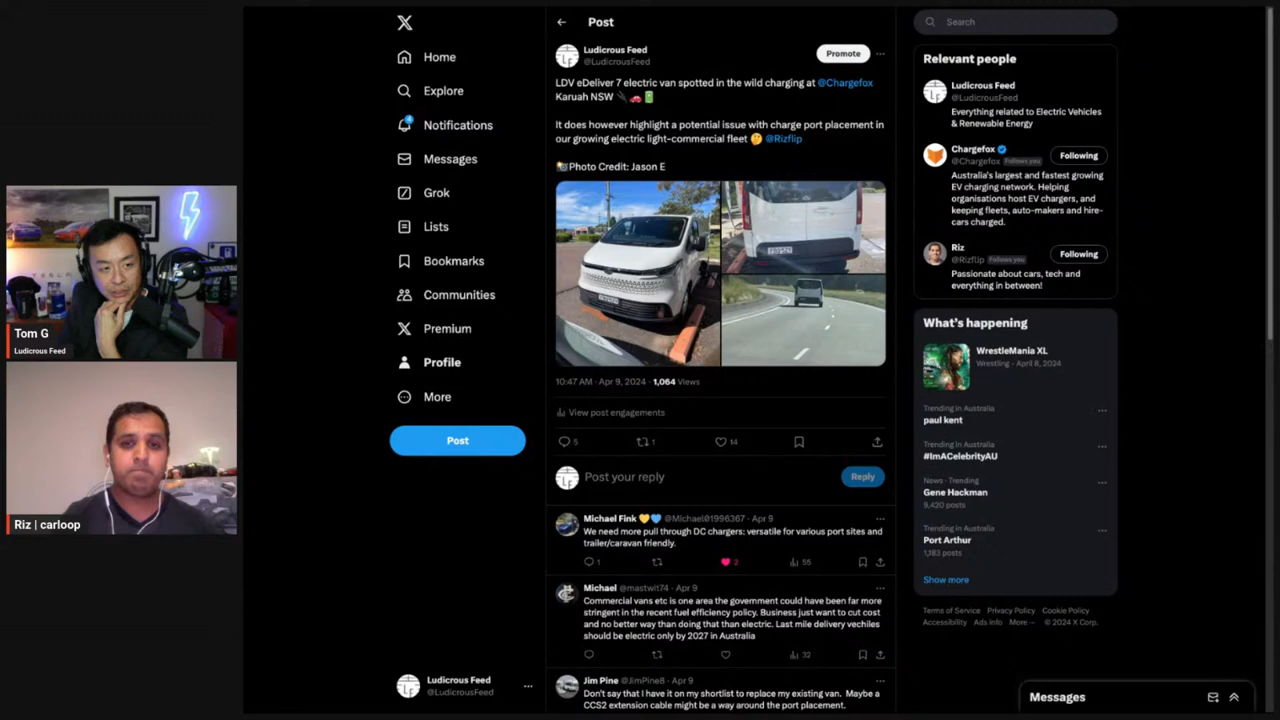 Tom G
Ludicrous Feed
Riz | carloop
Home
Explore
4
Notifications
Messages
Grok
Lists
Bookmarks
Communities
Premium
Profile
More
Post
Ludicrous Feed
@LudicrousFeed
Post
Ludicrous Feed
@LudicrousFeed
Promote
LDV eDeliver 7 electric van spotted in the wild charging at @Chargefox
Karuah NSW 🔌🚗🔋
It does however highlight a potential issue with charge port placement in
our growing electric light-commercial fleet 🤔 @Rizflip
📸Photo Credit: Jason E
10:47 AM · Apr 9, 2024 · 1,064 Views
View post engagements
5
1
14
Post your reply
Reply
Michael Fink 💛💙 @Michael01996367 · Apr 9
We need more pull through DC chargers: versatile for various port sites and
trailer/caravan friendly.
1
2
55
Michael @mastwit74 · Apr 9
Commercial vans etc is one area the government could have been far more
stringent in the recent fuel efficiency policy. Business just want to cut cost
and no better way than doing that than electric. Last mile delivery vechiles
should be electric only by 2027 in Australia
32
Jim Pine @JimPine8 · Apr 9
Don't say that I have it on my shortlist to replace my existing van. Maybe a
CCS2 extension cable might be a way around the port placement.
Search
Relevant people
Ludicrous Feed
@LudicrousFeed
Everything related to Electric Vehicles
& Renewable Energy
Chargefox
@Chargefox Follows you
Following
Australia's largest and fastest growing
EV charging network. Helping
organisations host EV chargers, and
keeping fleets, auto-makers and hire-
cars charged.
Riz
@Rizflip Follows you
Following
Passionate about cars, tech and
everything in between!
What's happening
WrestleMania XL
Wrestling · April 8, 2024
Trending in Australia
paul kent
Trending in Australia
#ImACelebrityAU
News · Trending
Gene Hackman
9,420 posts
Trending in Australia
Port Arthur
1,183 posts
Show more
Terms of Service Privacy Policy Cookie Policy
Accessibility Ads info More ··· © 2024 X Corp.
Messages